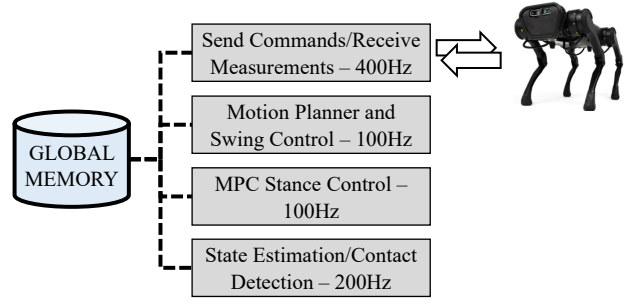 Send Commands/Receive
Measurements – 400Hz
Motion Planner and
Swing Control – 100Hz
GLOBAL
MEMORY
MPC Stance Control –
100Hz
State Estimation/Contact
Detection – 200Hz